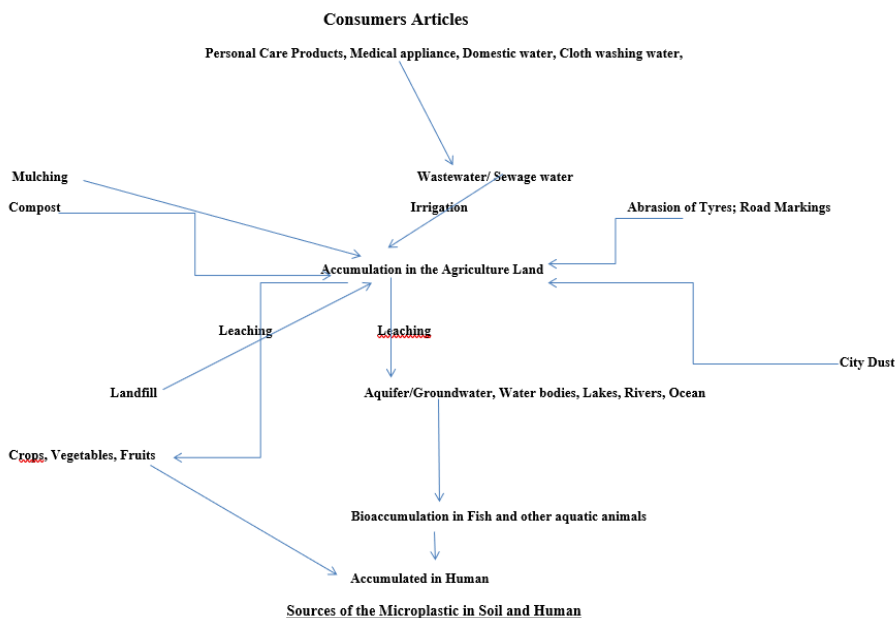 Consumers Articles
Personal Care Products, Medical appliance, Domestic water, Cloth washing water,
Mulching
Wastewater/ Sewage water
Compost
Irrigation
Abrasion of Tyres; Road Markings
Accumulation in the Agriculture Land
Leaching
Leaching
City Dust
Landfill
Aquifer/Groundwater, Water bodies, Lakes, Rivers, Ocean
Crops, Vegetables, Fruits
Bioaccumulation in Fish and other aquatic animals
Accumulated in Human
Sources of the Microplastic in Soil and Human